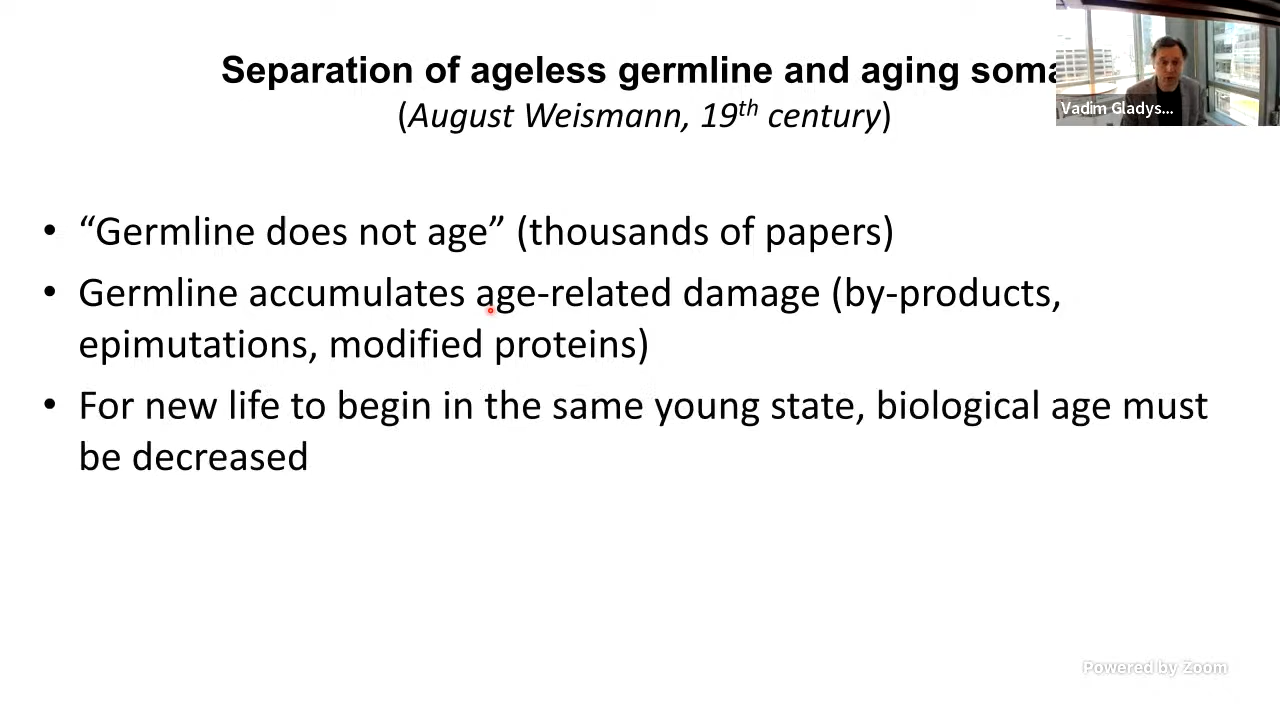 Separation of ageless germline and aging soma
(August Weismann, 19th century)
Vadim Gladys...
• “Germline does not age” (thousands of papers)
• Germline accumulates age-related damage (by-products,
epimutations, modified proteins)
• For new life to begin in the same young state, biological age must
be decreased
Powered by Zoom